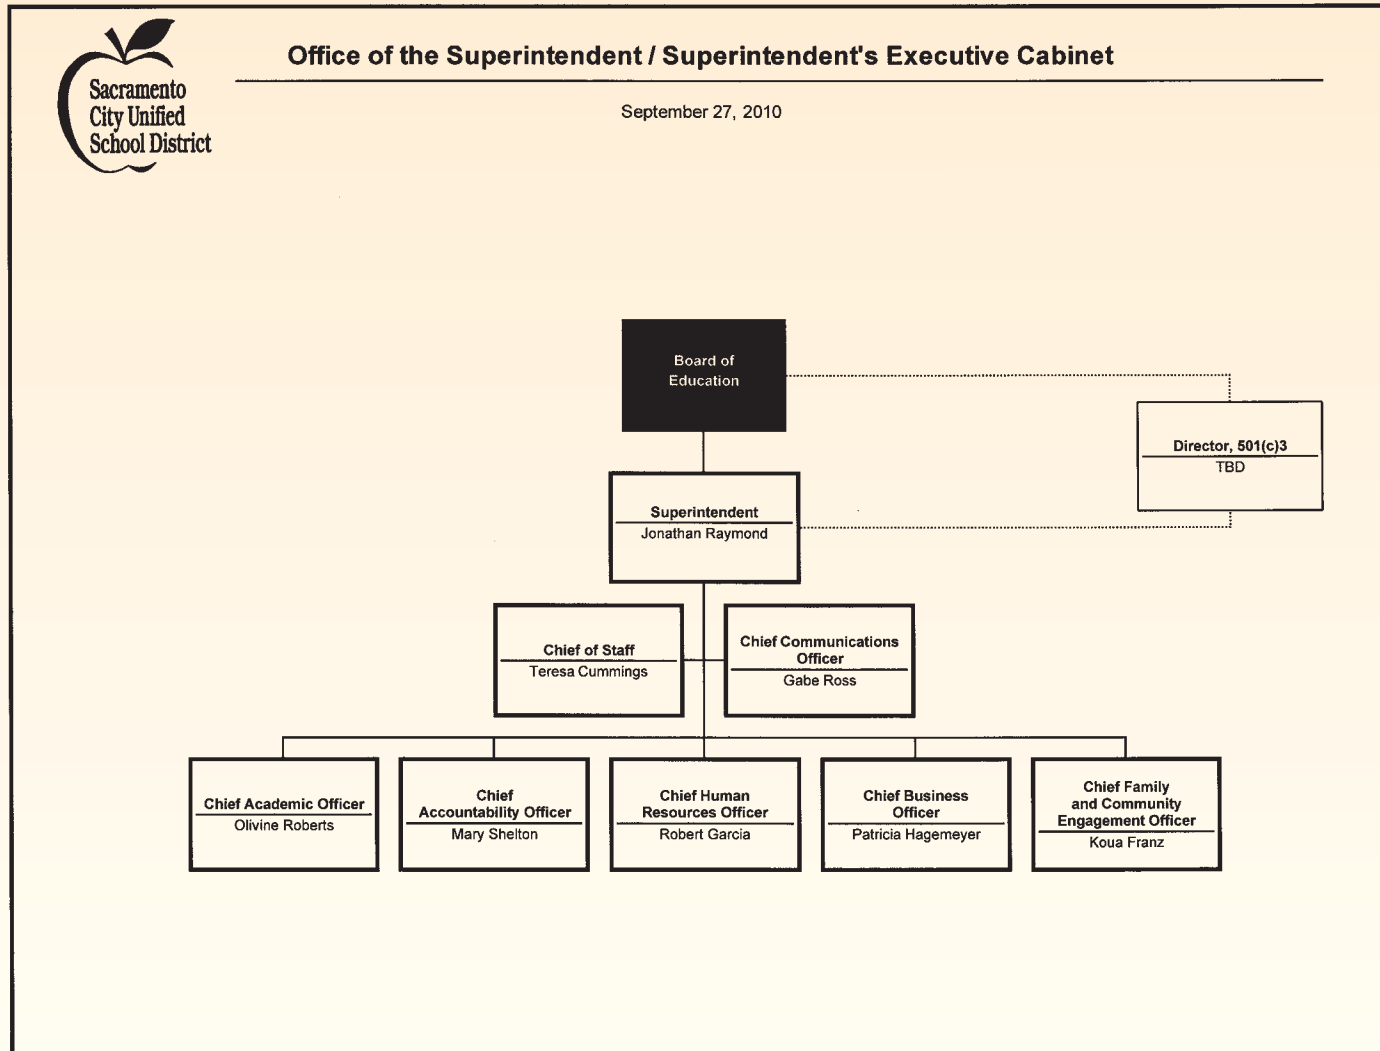 Sacramento
City Unified
School District
Office of the Superintendent / Superintendent's Executive Cabinet
September 27, 2010
Board of
Education
Director, 501(c)3
TBD
Superintendent
Jonathan Raymond
Chief of Staff
Teresa Cummings
Chief Communications
Officer
Gabe Ross
Chief Academic Officer
Olivine Roberts
Chief
Accountability Officer
Mary Shelton
Chief Human
Resources Officer
Robert Garcia
Chief Business
Officer
Patricia Hagemeyer
Chief Family
and Community
Engagement Officer
Koua Franz